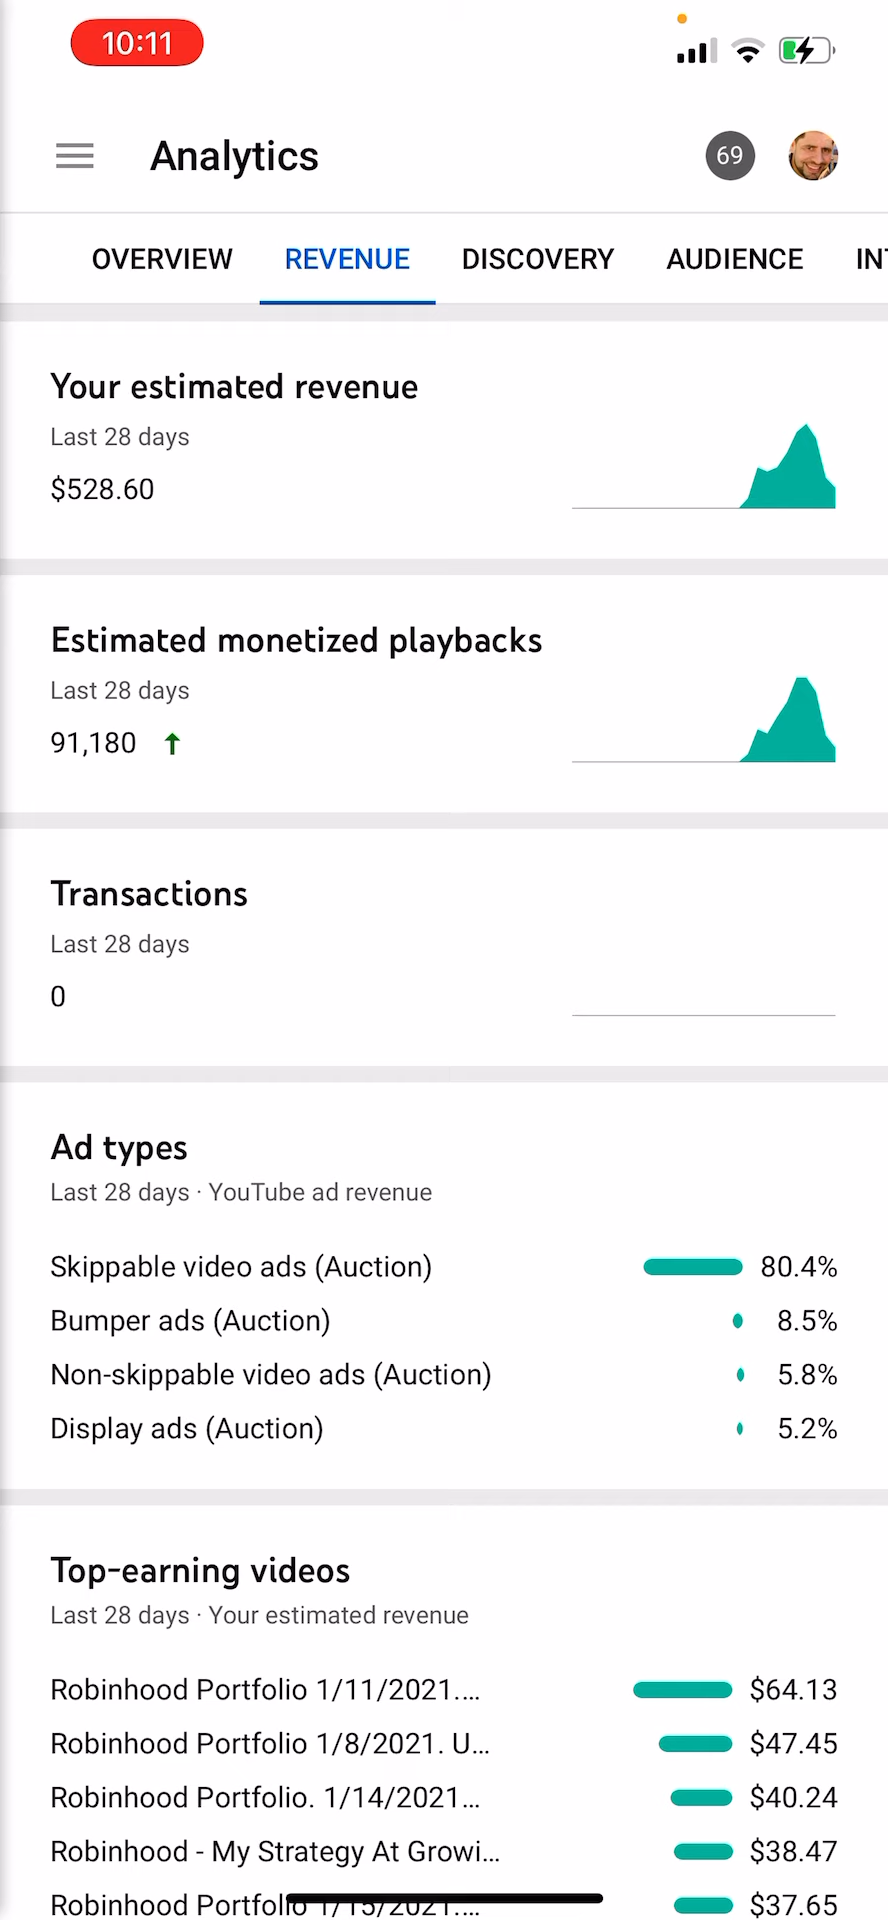 10:11
Analytics
69
OVERVIEW REVENUE DISCOVERY AUDIENCE INT
Your estimated revenue
Last 28 days
$528.60
Estimated monetized playbacks
Last 28 days
91,180
Transactions
Last 28 days
0
Ad types
Last 28 days · YouTube ad revenue
Skippable video ads (Auction) 80.4%
Bumper ads (Auction) 8.5%
Non-skippable video ads (Auction) 5.8%
Display ads (Auction) 5.2%
Top-earning videos
Last 28 days · Your estimated revenue
Robinhood Portfolio 1/11/2021.... $64.13
Robinhood Portfolio 1/8/2021. U... $47.45
Robinhood Portfolio. 1/14/2021... $40.24
Robinhood - My Strategy At Growi... $38.47
Robinhood Portfolio 1/15/2021.... $37.65